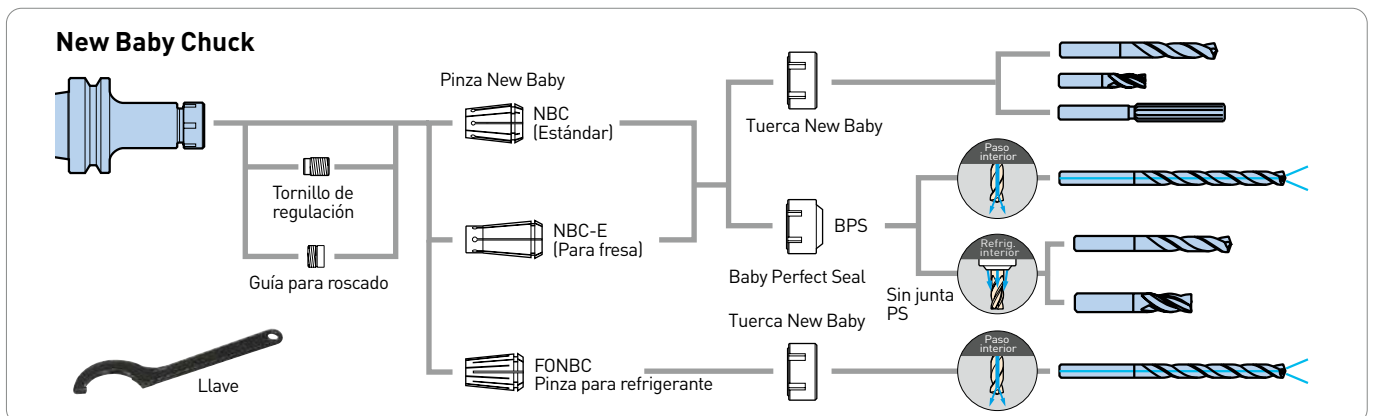 New Baby Chuck
Pinza New Baby
NBC
(Estándar)
Tuerca New Baby
Tornillo de
regulación
NBC-E
(Para fresa)
BPS
Baby Perfect Seal
Guía para roscado
Paso
interior
Refrig.
interior
Sin junta
PS
Tuerca New Baby
FONBC
Pinza para refrigerante
Paso
interior
Llave